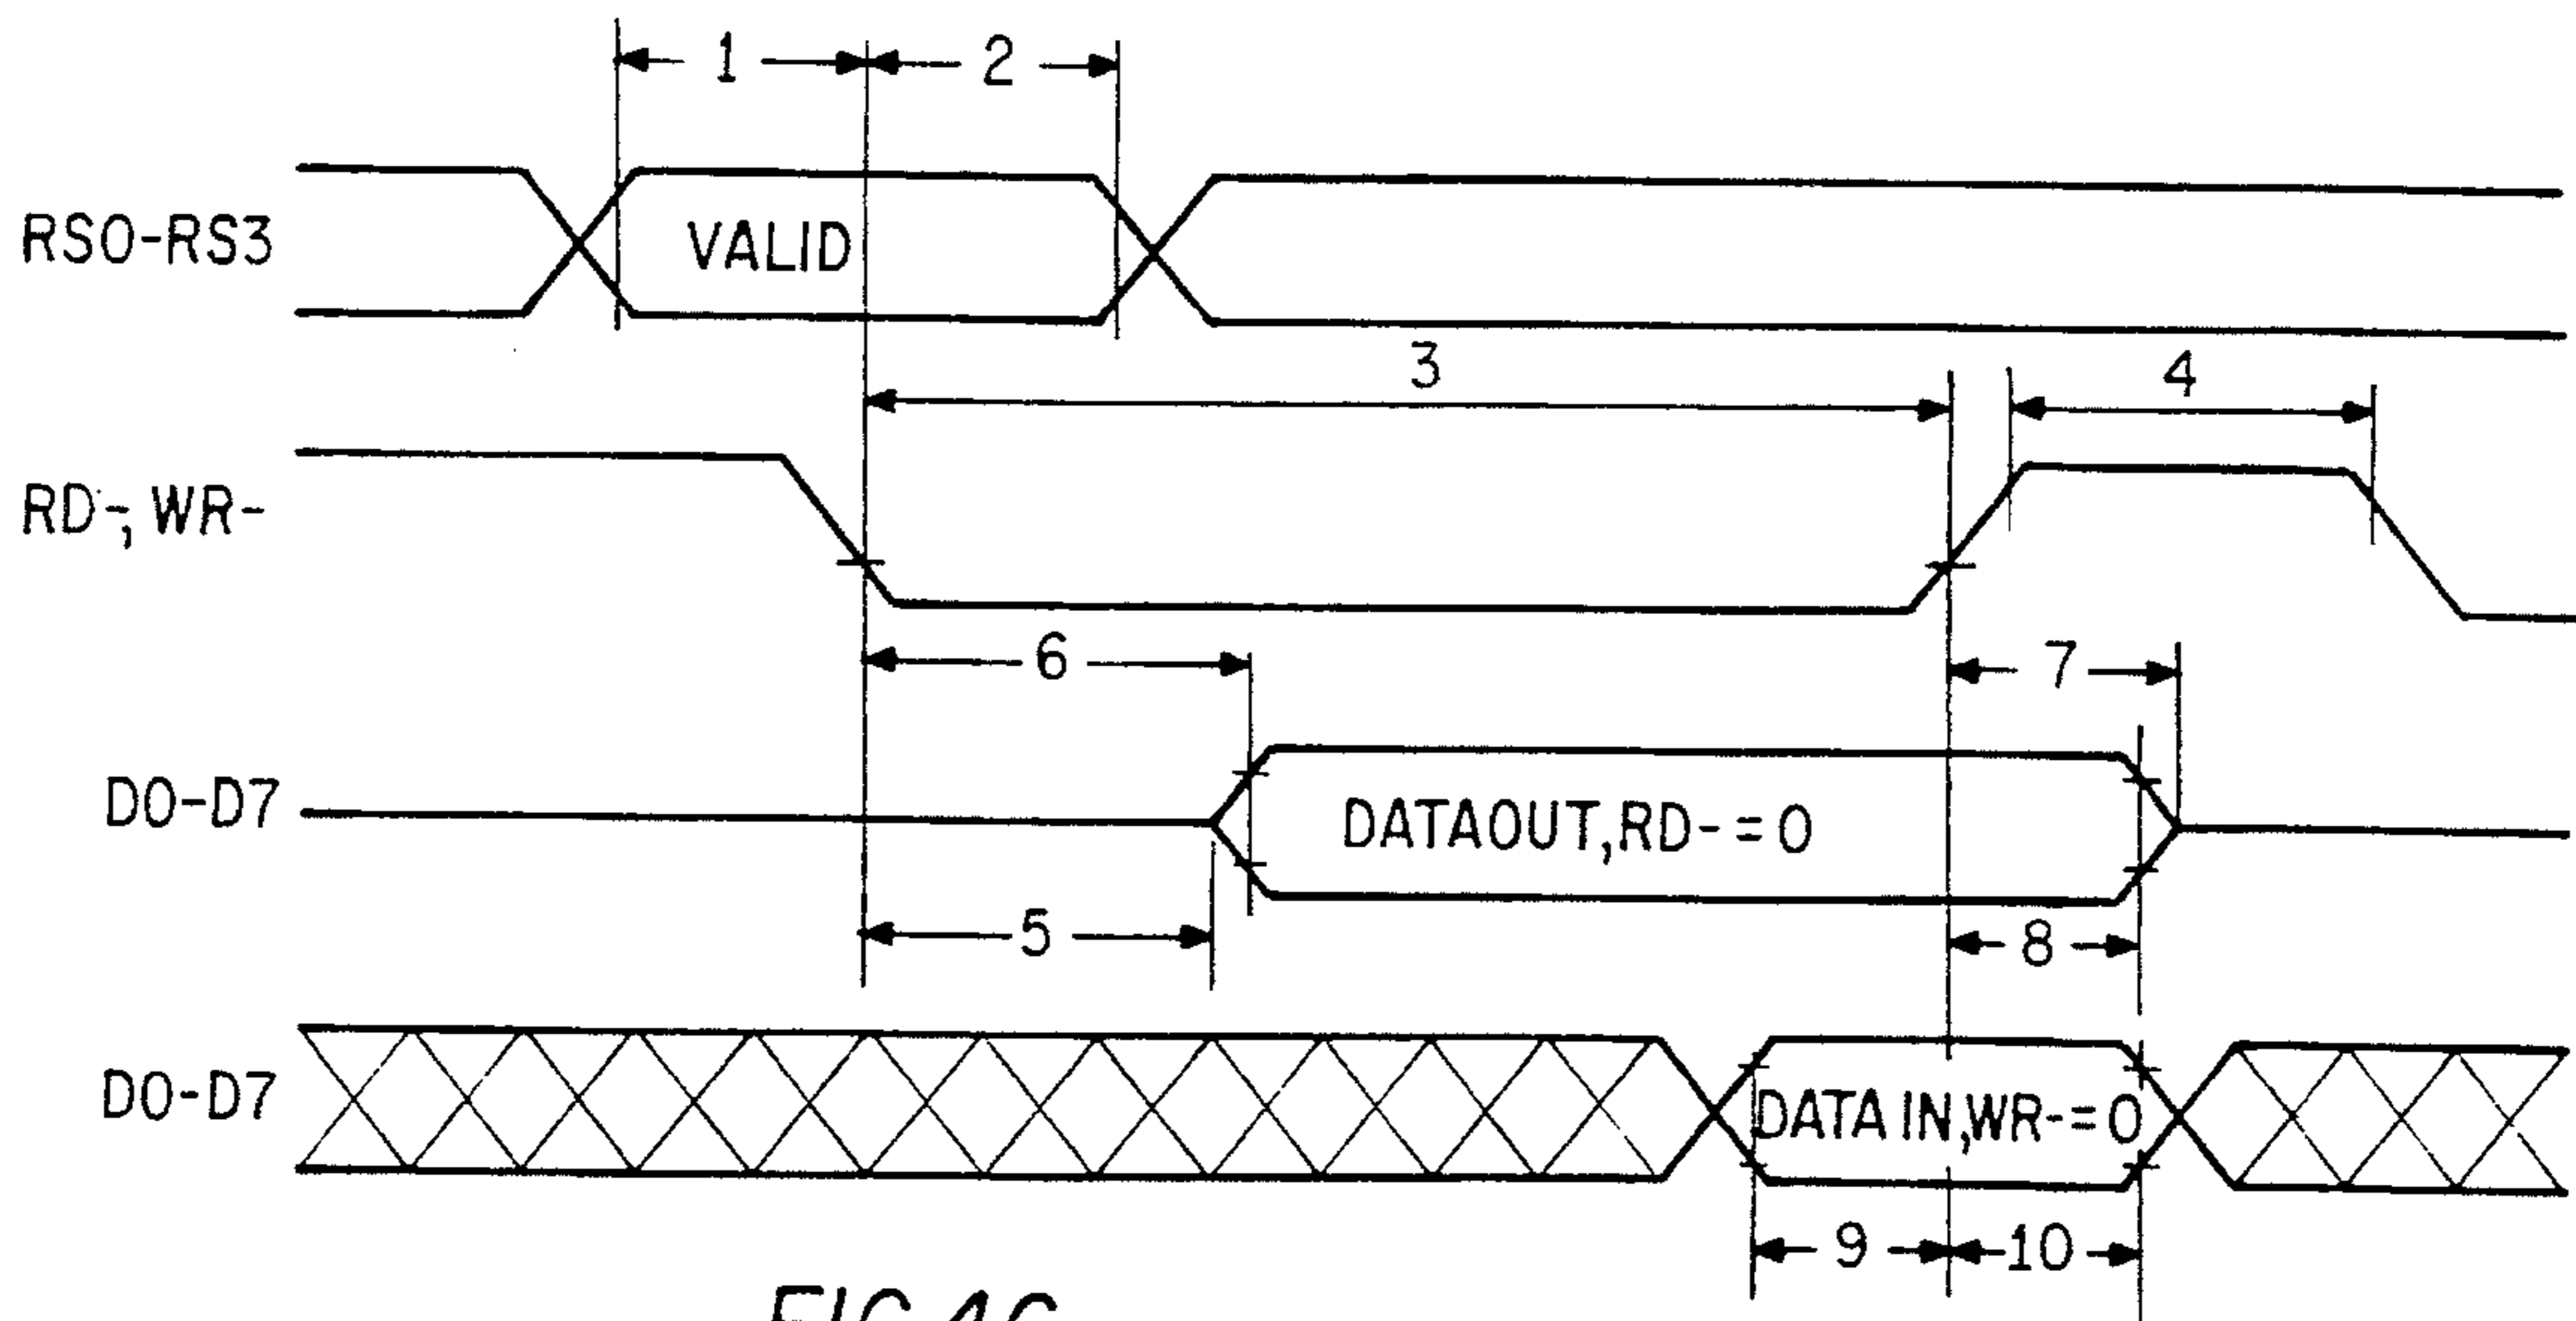 1 2
RS0-RS3 VALID
3 4
RD-, WR-
6 7
D0-D7 DATAOUT, RD- = 0
5 8
D0-D7 DATA IN, WR- = 0
9 10